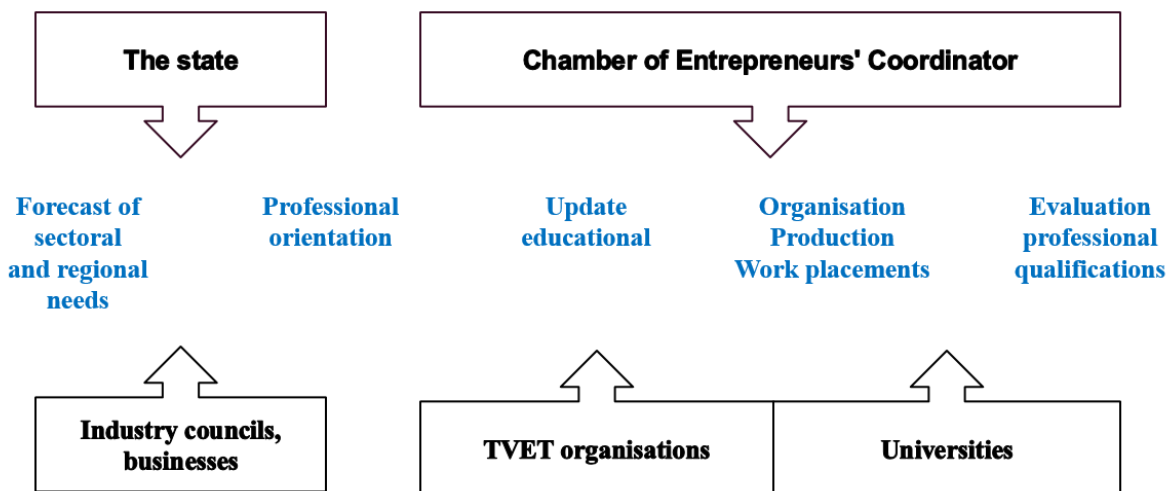 The state
Chamber of Entrepreneurs' Coordinator
Forecast of
sectoral
and regional
needs
Professional
orientation
Update
educational
Organisation
Production
Work placements
Evaluation
professional
qualifications
Industry councils,
businesses
TVET organisations
Universities